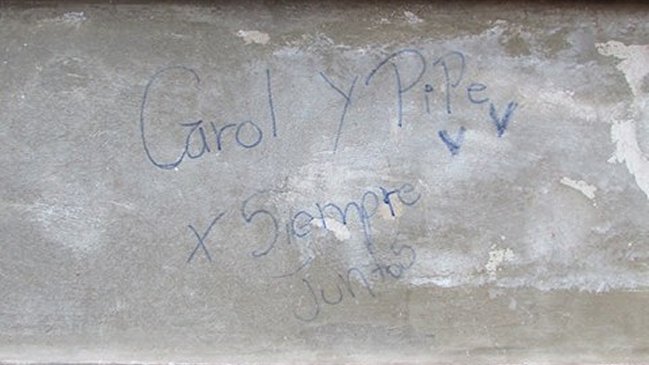 Carol Y PiPe
x Siempre
Juntos